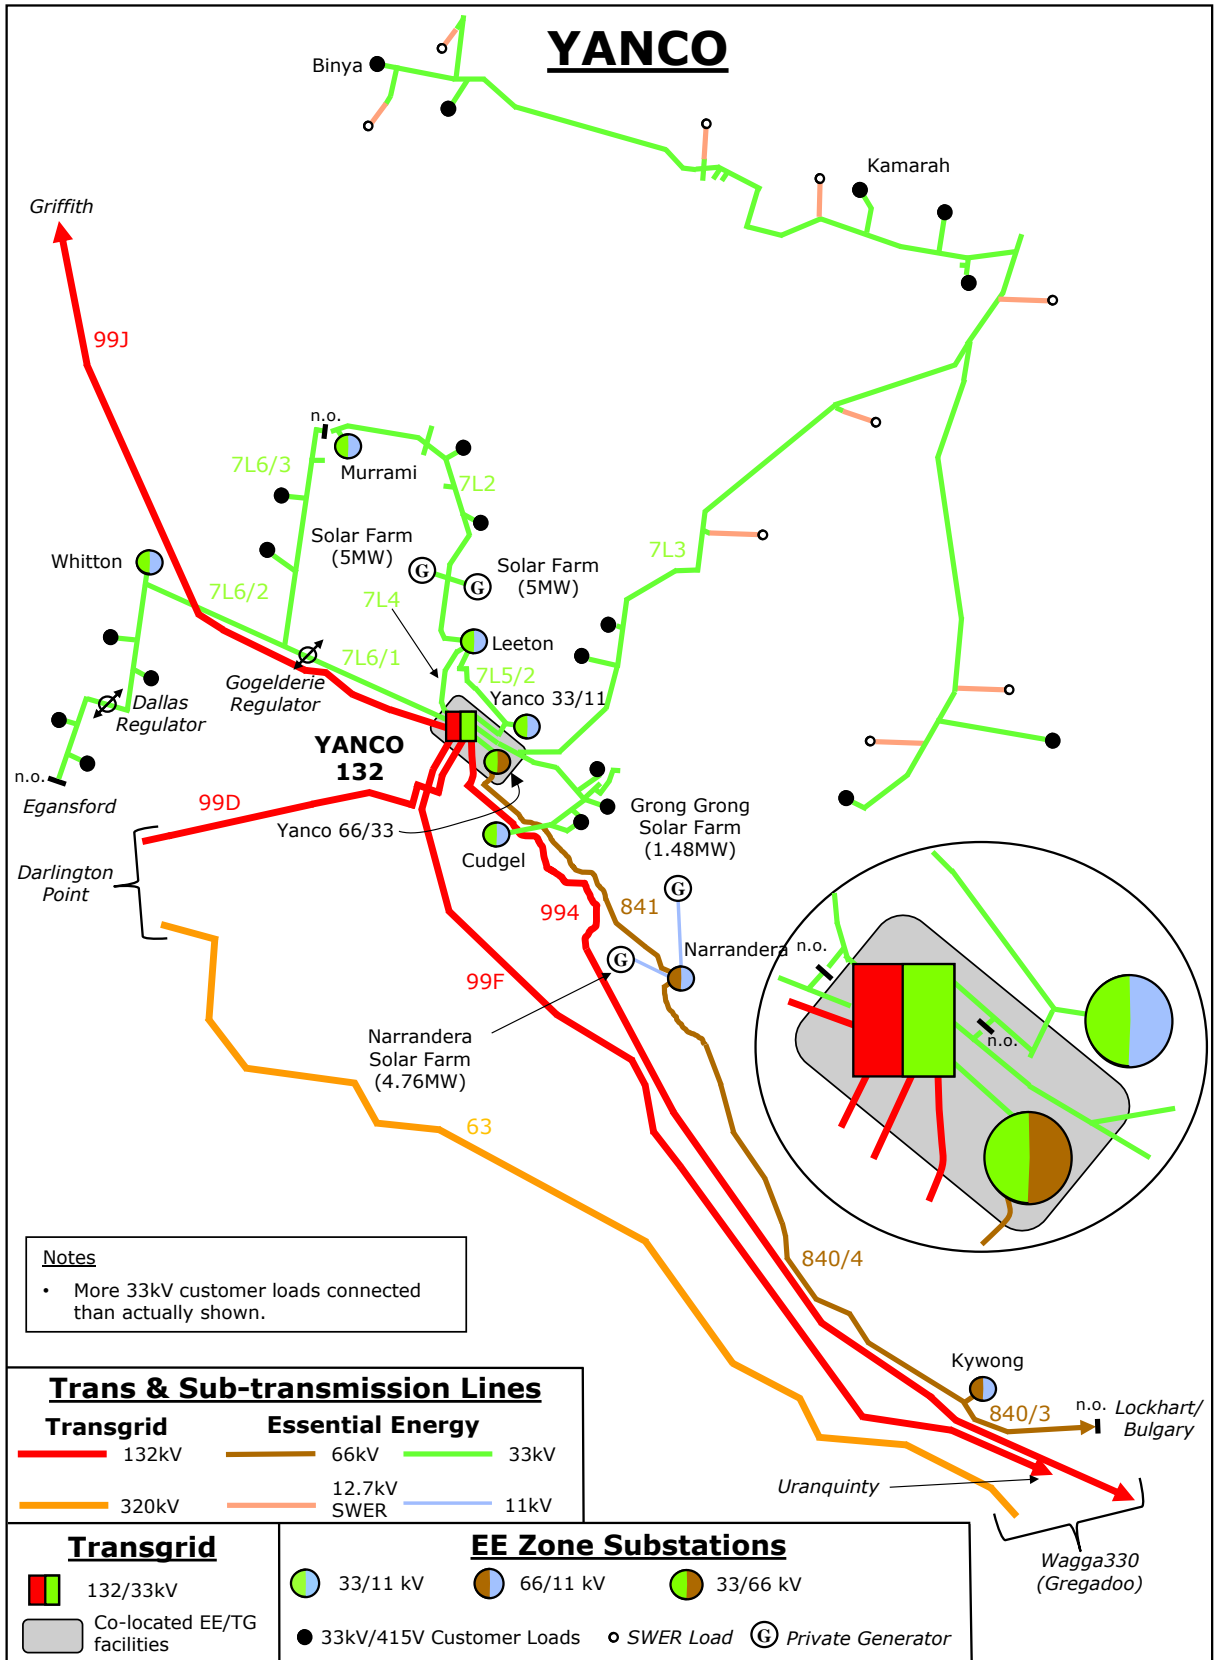 YANCO
Binya
Kamarah
Griffith
99J
n.o.
7L6/3
Murrami
7L2
Solar Farm
(5MW)
G
G
Solar Farm
(5MW)
7L3
Whitton
7L6/2
7L4
Leeton
7L6/1
7L5/2
Gogelderie
Regulator
Dallas
Regulator
Yanco 33/11
YANCO
132
n.o.
Egansford
99D
Yanco 66/33
Cudgel
Grong Grong
Solar Farm
(1.48MW)
Darlington
Point
G
994
841
Narrandera
G
99F
n.o.
n.o.
Narrandera
Solar Farm
(4.76MW)
63
840/4
Notes
• More 33kV customer loads connected
than actually shown.
Kywong
840/3
n.o.
Lockhart/
Bulgary
Uranquinty
Wagga330
(Gregadoo)
Trans & Sub-transmission Lines
Transgrid
Essential Energy
132kV
66kV
33kV
320kV
12.7kV
SWER
11kV
Transgrid
132/33kV
Co-located EE/TG
facilities
EE Zone Substations
33/11 kV
66/11 kV
33/66 kV
33kV/415V Customer Loads
SWER Load
G
Private Generator